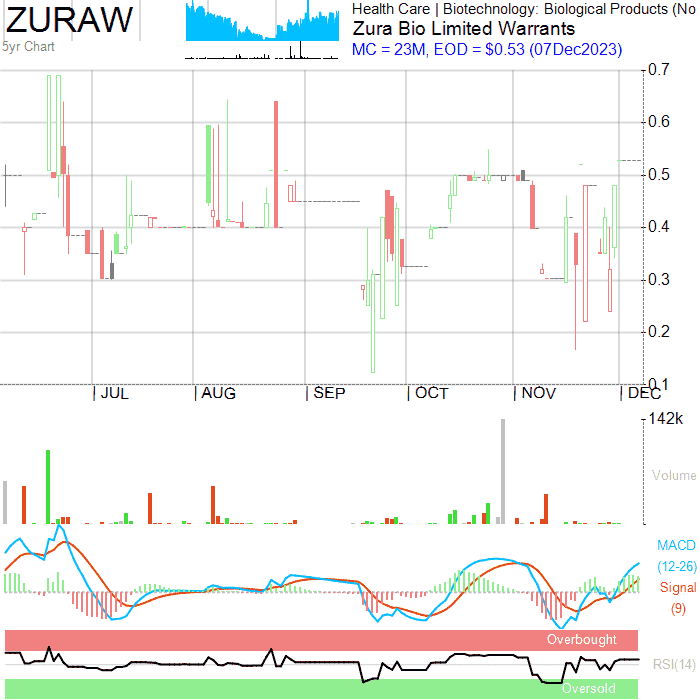 ZURAW
5yr Chart
Health Care | Biotechnology: Biological Products (No
Zura Bio Limited Warrants
MC = 23M, EOD = $0.53 (07Dec2023)
0.7
0.6
0.5
0.4
0.3
0.2
0.1
JUL AUG SEP OCT NOV DEC
142k
Volume
MACD
(12-26)
Signal
(9)
Overbought
RSI(14)
Oversold